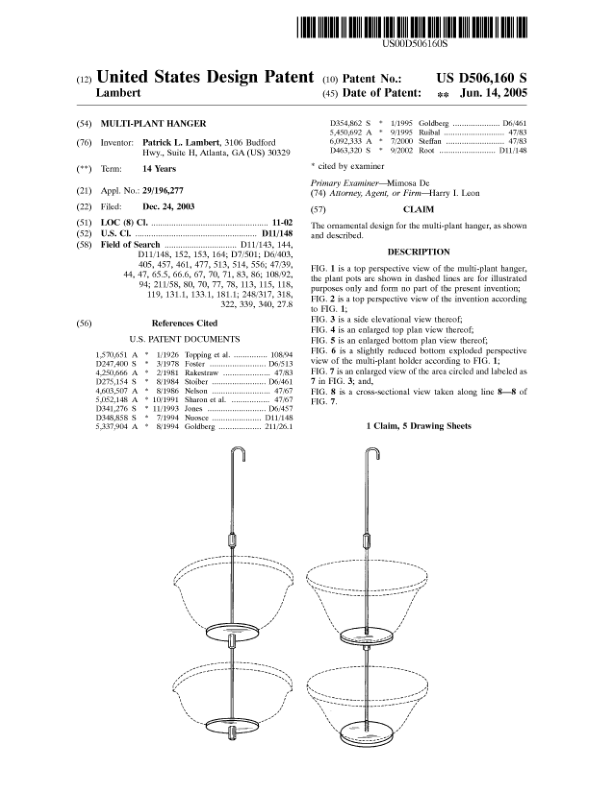 US00D506160S
(12) United States Design Patent
Lambert
(10) Patent No.: US D506,160 S
(45) Date of Patent: ** Jun. 14, 2005
(54) MULTI-PLANT HANGER
(76) Inventor: Patrick L. Lambert, 3106 Budford
Hwy., Suite H, Atlanta, GA (US) 30329
(**) Term: 14 Years
(21) Appl. No.: 29/196,277
(22) Filed: Dec. 24, 2003
(51) LOC (8) Cl. ................................................ 11-02
(52) U.S. Cl. ................................................ D11/148
(58) Field of Search ............................ D11/143, 144,
D11/148, 152, 153, 164; D7/501; D6/403,
405, 457, 461, 477, 513, 514, 556; 47/39,
44, 47, 65.5, 66.6, 67, 70, 71, 83, 86; 108/92,
94; 211/58, 80, 70, 77, 78, 113, 115, 118,
119, 131.1, 133.1, 181.1; 248/317, 318,
322, 339, 340, 27.8
(56) References Cited
U.S. PATENT DOCUMENTS
1,570,651 A * 1/1926 Topping et al. .............. 108/94
D247,400 S * 3/1978 Foster ........................ D6/513
4,250,666 A * 2/1981 Rakestraw .................... 47/83
D275,154 S * 8/1984 Stoiber ...................... D6/461
4,603,507 A * 8/1986 Nelson ........................ 47/67
5,052,148 A * 10/1991 Sharon et al. ................ 47/67
D341,276 S * 11/1993 Jones ........................ D6/457
D348,858 S * 7/1994 Nuosce ...................... D11/148
5,337,904 A * 8/1994 Goldberg .................. 211/26.1
D354,862 S * 1/1995 Goldberg .................... D6/461
5,450,692 A * 9/1995 Ruibal ........................ 47/83
6,092,333 A * 7/2000 Steffan ....................... 47/83
D463,320 S * 9/2002 Root ........................ D11/148
* cited by examiner
Primary Examiner—Mimosa De
(74) Attorney, Agent, or Firm—Harry I. Leon
(57) CLAIM
The ornamental design for the multi-plant hanger, as shown
and described.
DESCRIPTION
FIG. 1 is a top perspective view of the multi-plant hanger,
the plant pots are shown in dashed lines are for illustrated
purposes only and form no part of the present invention;
FIG. 2 is a top perspective view of the invention according
to FIG. 1;
FIG. 3 is a side elevational view thereof;
FIG. 4 is an enlarged top plan view thereof;
FIG. 5 is an enlarged bottom plan view thereof;
FIG. 6 is a slightly reduced bottom exploded perspective
view of the multi-plant holder according to FIG. 1;
FIG. 7 is an enlarged view of the area circled and labeled as
7 in FIG. 3; and,
FIG. 8 is a cross-sectional view taken along line 8—8 of
FIG. 7.
1 Claim, 5 Drawing Sheets